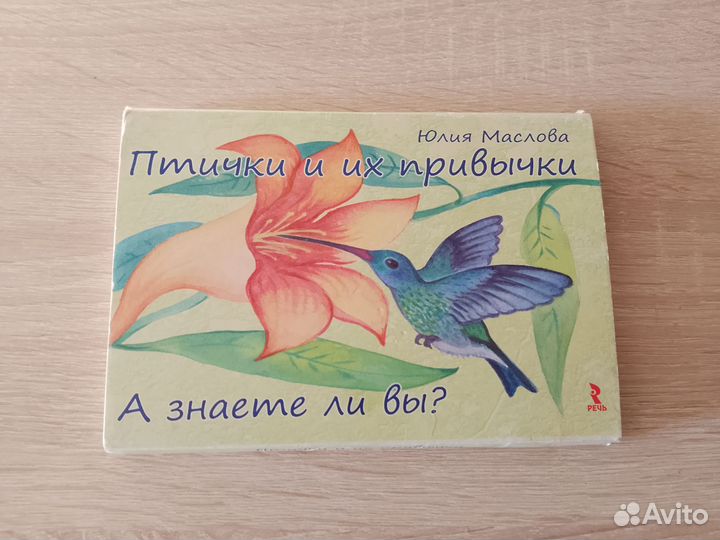 Юлия Маслова
Птички и их привычки
А знаете ли вы?
РЕЧЬ
Avito